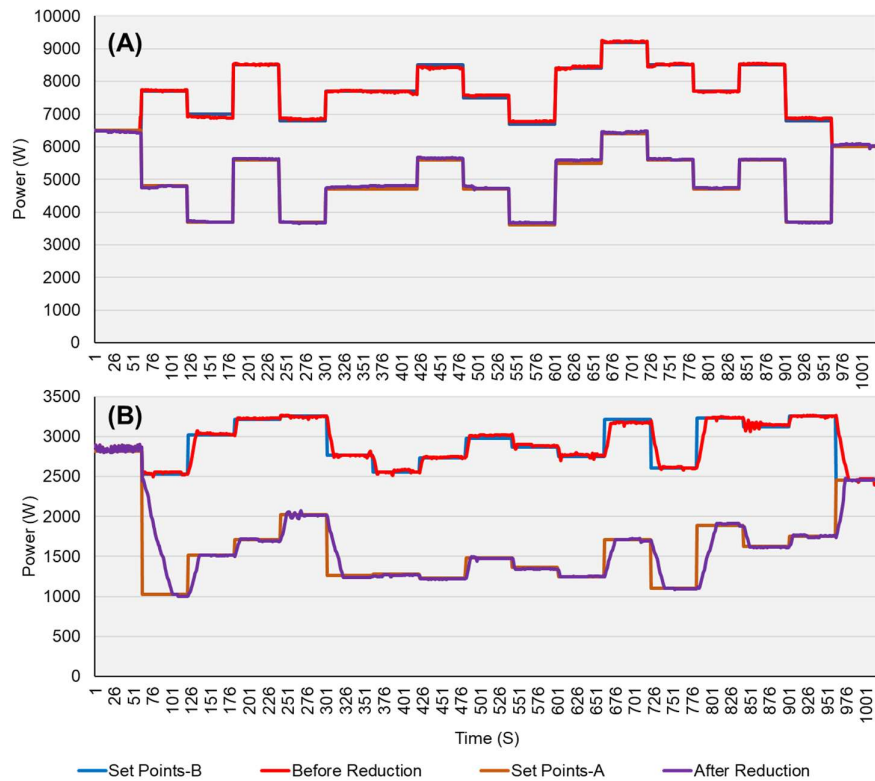 (A)
Power (W)
10000
9000
8000
7000
6000
5000
4000
3000
2000
1000
0
1 26 51 76 101 126 151 176 201 226 251 276 301 326 351 376 401 426 451 476 501 526 551 576 601 626 651 676 701 726 751 776 801 826 851 876 901 926 951 976 1001
(B)
Power (W)
3500
3000
2500
2000
1500
1000
500
0
1 26 51 76 101 126 151 176 201 226 251 276 301 326 351 376 401 426 451 476 501 526 551 576 601 626 651 676 701 726 751 776 801 826 851 876 901 926 951 976 1001
Time (S)
Set Points-B Before Reduction Set Points-A After Reduction